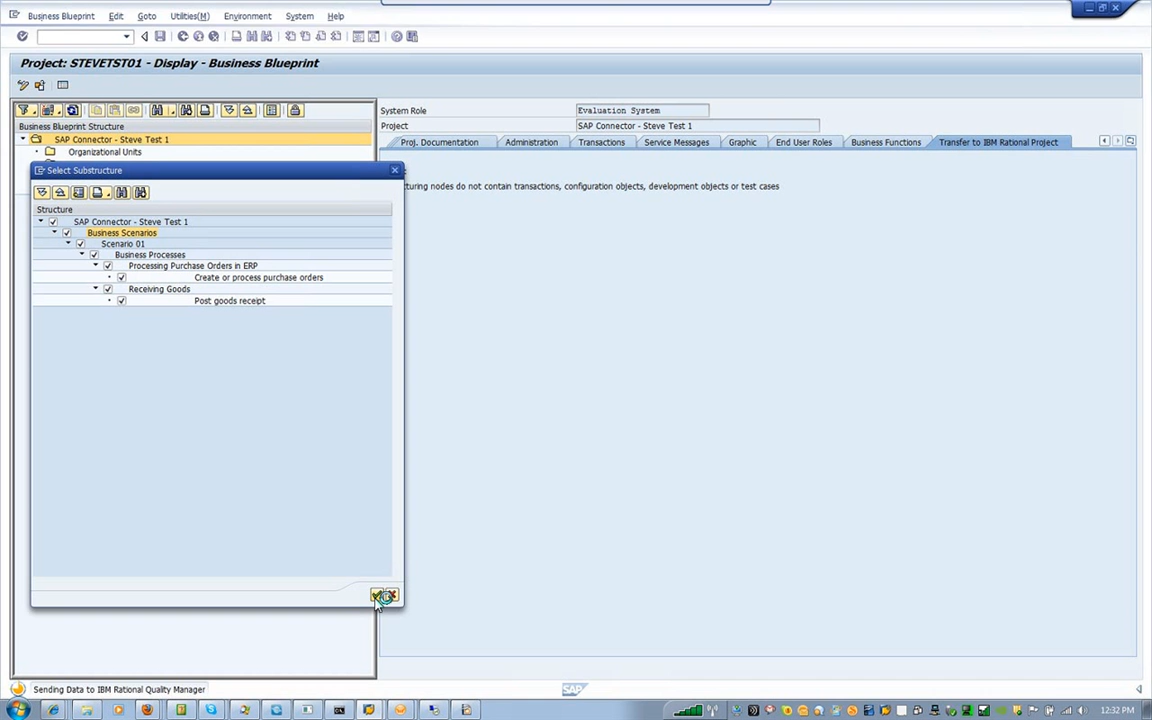 Business Blueprint Edit Goto Utilities(M) Environment System Help
Project: STEVETST01 - Display - Business Blueprint
System Role Evaluation System
Project SAP Connector - Steve Test 1
Business Blueprint Structure
SAP Connector - Steve Test 1
Organizational Units
Proj. Documentation Administration Transactions Service Messages Graphic End User Roles Business Functions Transfer to IBM Rational Project
Select Substructure
do not contain transactions, configuration objects, development objects or test cases
Structure
SAP Connector - Steve Test 1
Business Scenarios
Scenario 01
Business Processes
Processing Purchase Orders in ERP
Create or process purchase orders
Receiving Goods
Post goods receipt
Sending Data to IBM Rational Quality Manager
SAP
12:32 PM